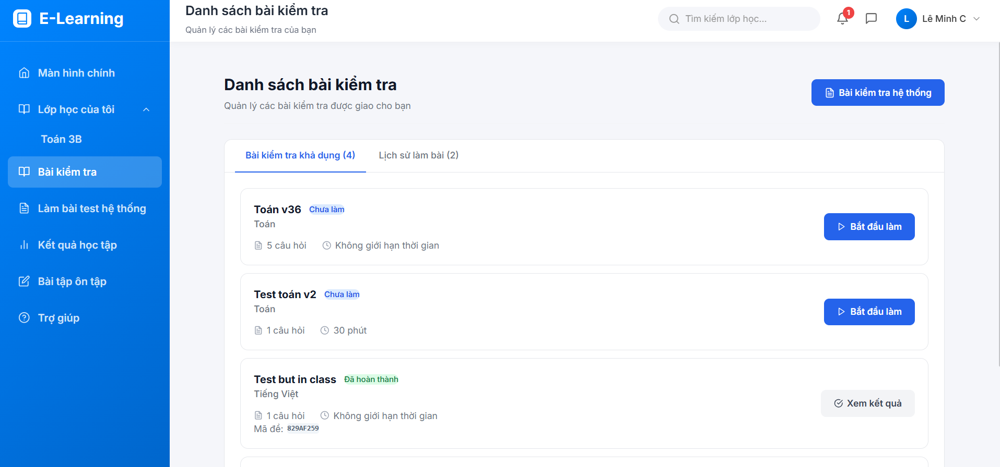 E-Learning
Màn hình chính
Lớp học của tôi
Toán 3B
Bài kiểm tra
Làm bài test hệ thống
Kết quả học tập
Bài tập ôn tập
Trợ giúp
Danh sách bài kiểm tra
Quản lý các bài kiểm tra của bạn
Tìm kiếm lớp học...
1
L
Lê Minh C
Danh sách bài kiểm tra
Quản lý các bài kiểm tra được giao cho bạn
Bài kiểm tra hệ thống
Bài kiểm tra khả dụng (4)
Lịch sử làm bài (2)
Toán v36 Chưa làm
Toán
5 câu hỏi Không giới hạn thời gian
Bắt đầu làm
Test toán v2 Chưa làm
Toán
1 câu hỏi 30 phút
Bắt đầu làm
Test but in class Đã hoàn thành
Tiếng Việt
1 câu hỏi Không giới hạn thời gian
Mã đề: 829AF259
Xem kết quả